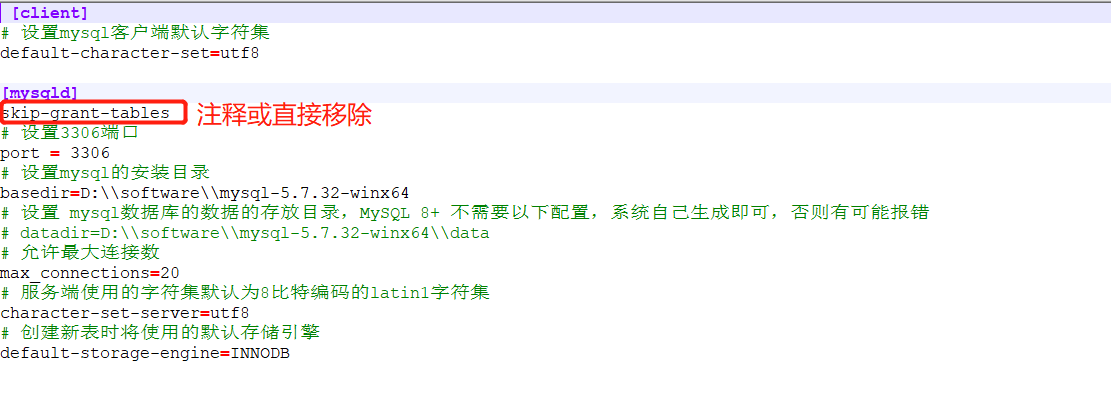 [client]
# 设置mysql客户端默认字符集
default-character-set=utf8
[mysqld]
skip-grant-tables 注释或直接移除
# 设置3306端口
port = 3306
# 设置mysql的安装目录
basedir=D:\\software\\mysql-5.7.32-winx64
# 设置 mysql数据库的数据的存放目录，MySQL 8+ 不需要以下配置，系统自己生成即可，否则有可能报错
# datadir=D:\\software\\mysql-5.7.32-winx64\\data
# 允许最大连接数
max_connections=20
# 服务端使用的字符集默认为8比特编码的latin1字符集
character-set-server=utf8
# 创建新表时将使用的默认存储引擎
default-storage-engine=INNODB